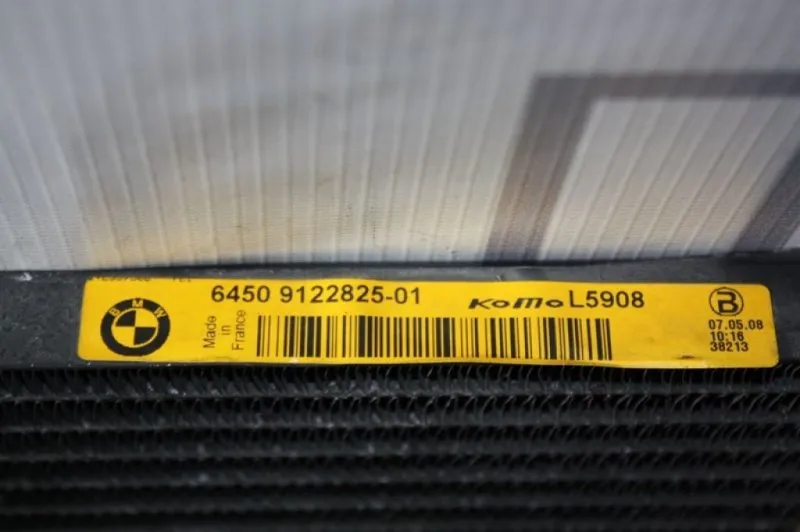 BMW
6450 9122825-01
KoMo L5908
Made
in
France
B
07.05.08
10:16
38213